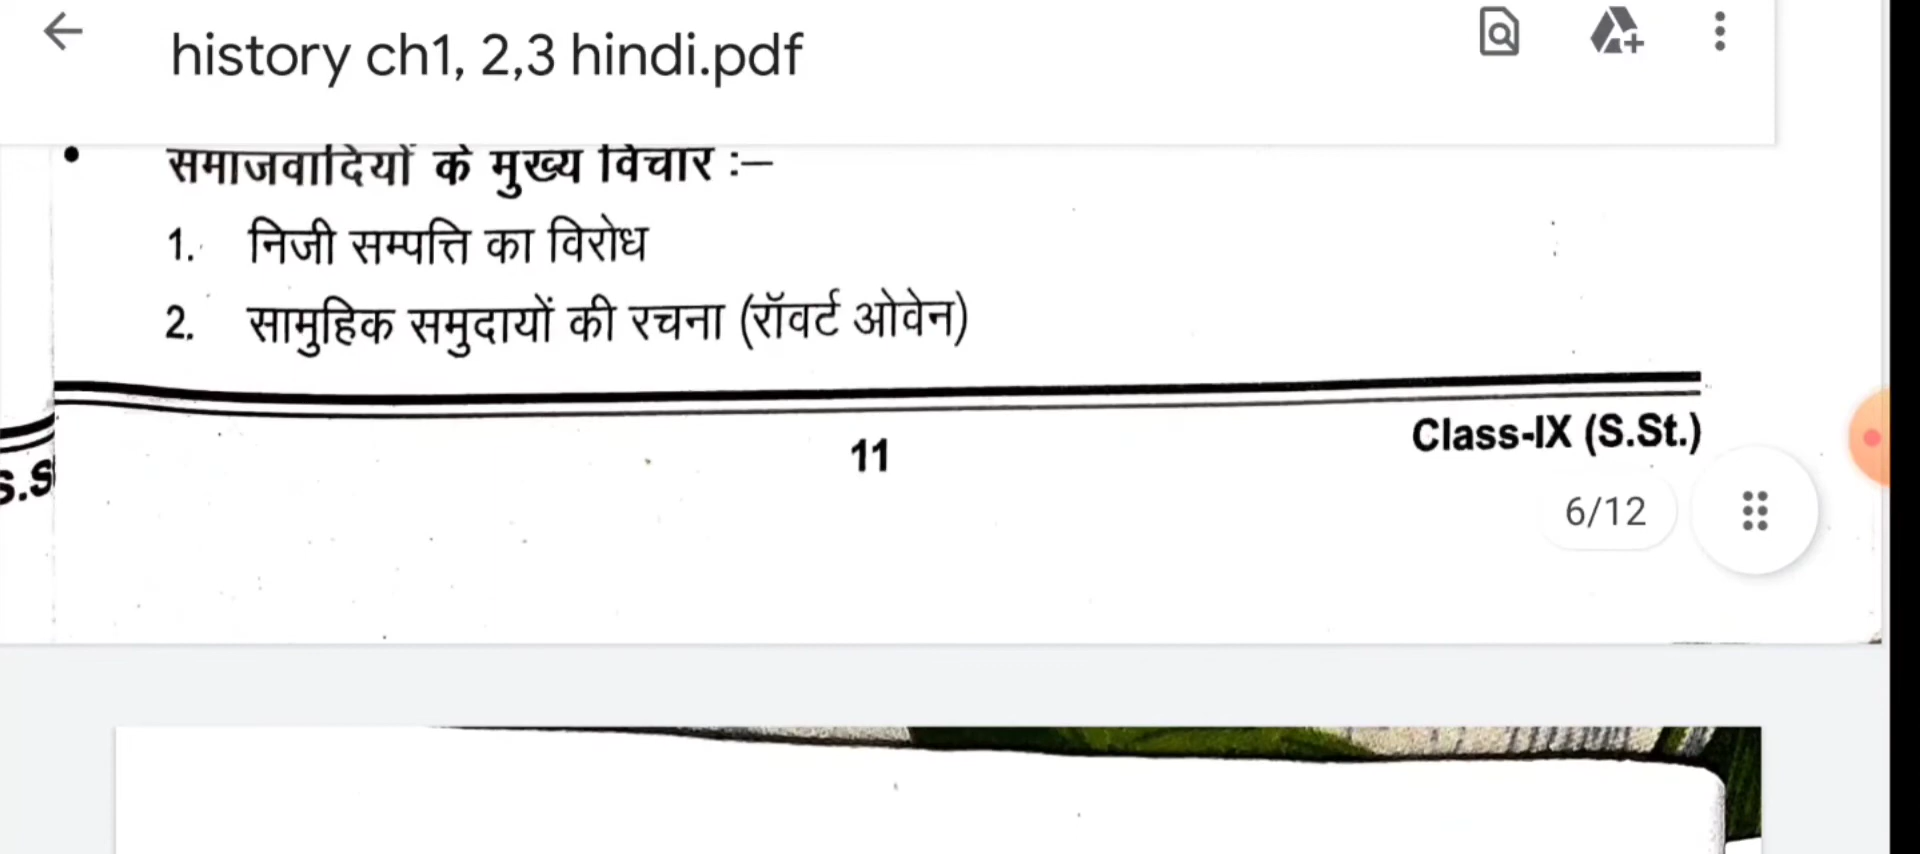 history ch1, 2,3 hindi.pdf
• समाजवादियों के मुख्य विचार :–
1. निजी सम्पत्ति का विरोध
2. सामुहिक समुदायों की रचना (रॉवर्ट ओवेन)
11
Class-IX (S.St.)
S.S
6/12